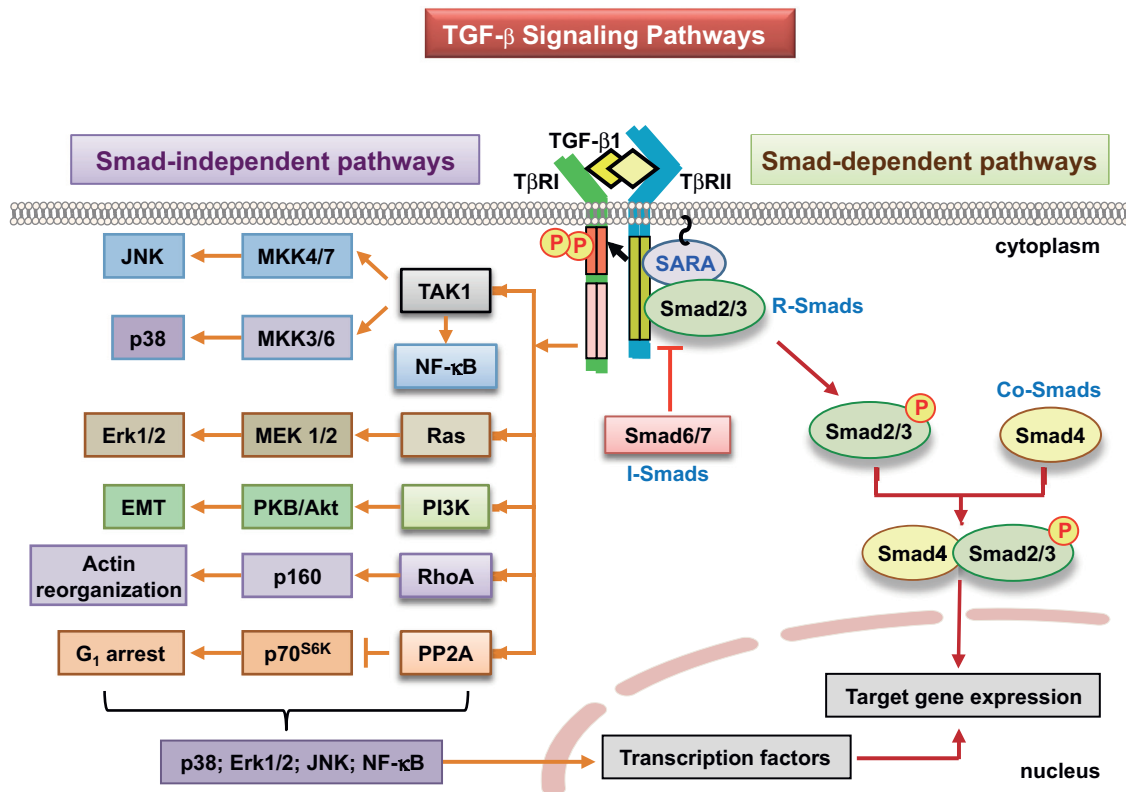 TGF-β Signaling Pathways
Smad-independent pathways
TGF-β1
Smad-dependent pathways
TβRI
TβRII
cytoplasm
JNK
MKK4/7
P
P
SARA
TAK1
Smad2/3
R-Smads
p38
MKK3/6
NF-κB
Co-Smads
P
Erk1/2
MEK 1/2
Ras
Smad6/7
Smad2/3
Smad4
I-Smads
EMT
PKB/Akt
PI3K
P
Smad4
Smad2/3
Actin
reorganization
p160
RhoA
G₁ arrest
p70ˢ⁶ᴷ
PP2A
Target gene expression
p38; Erk1/2; JNK; NF-κB
Transcription factors
nucleus